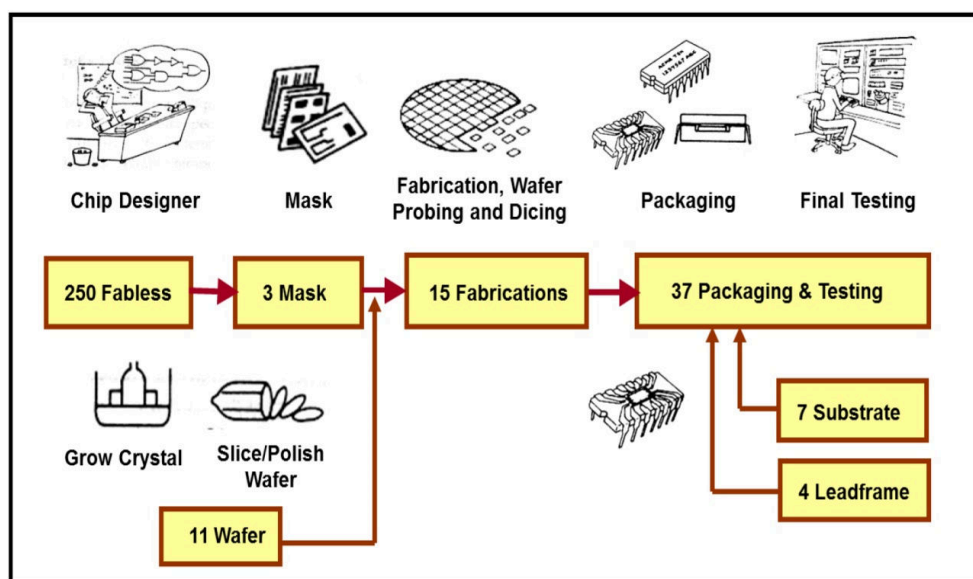 Chip Designer
Mask
Fabrication, Wafer
Probing and Dicing
Packaging
Final Testing
250 Fabless
3 Mask
15 Fabrications
37 Packaging & Testing
Grow Crystal
Slice/Polish
Wafer
7 Substrate
4 Leadframe
11 Wafer